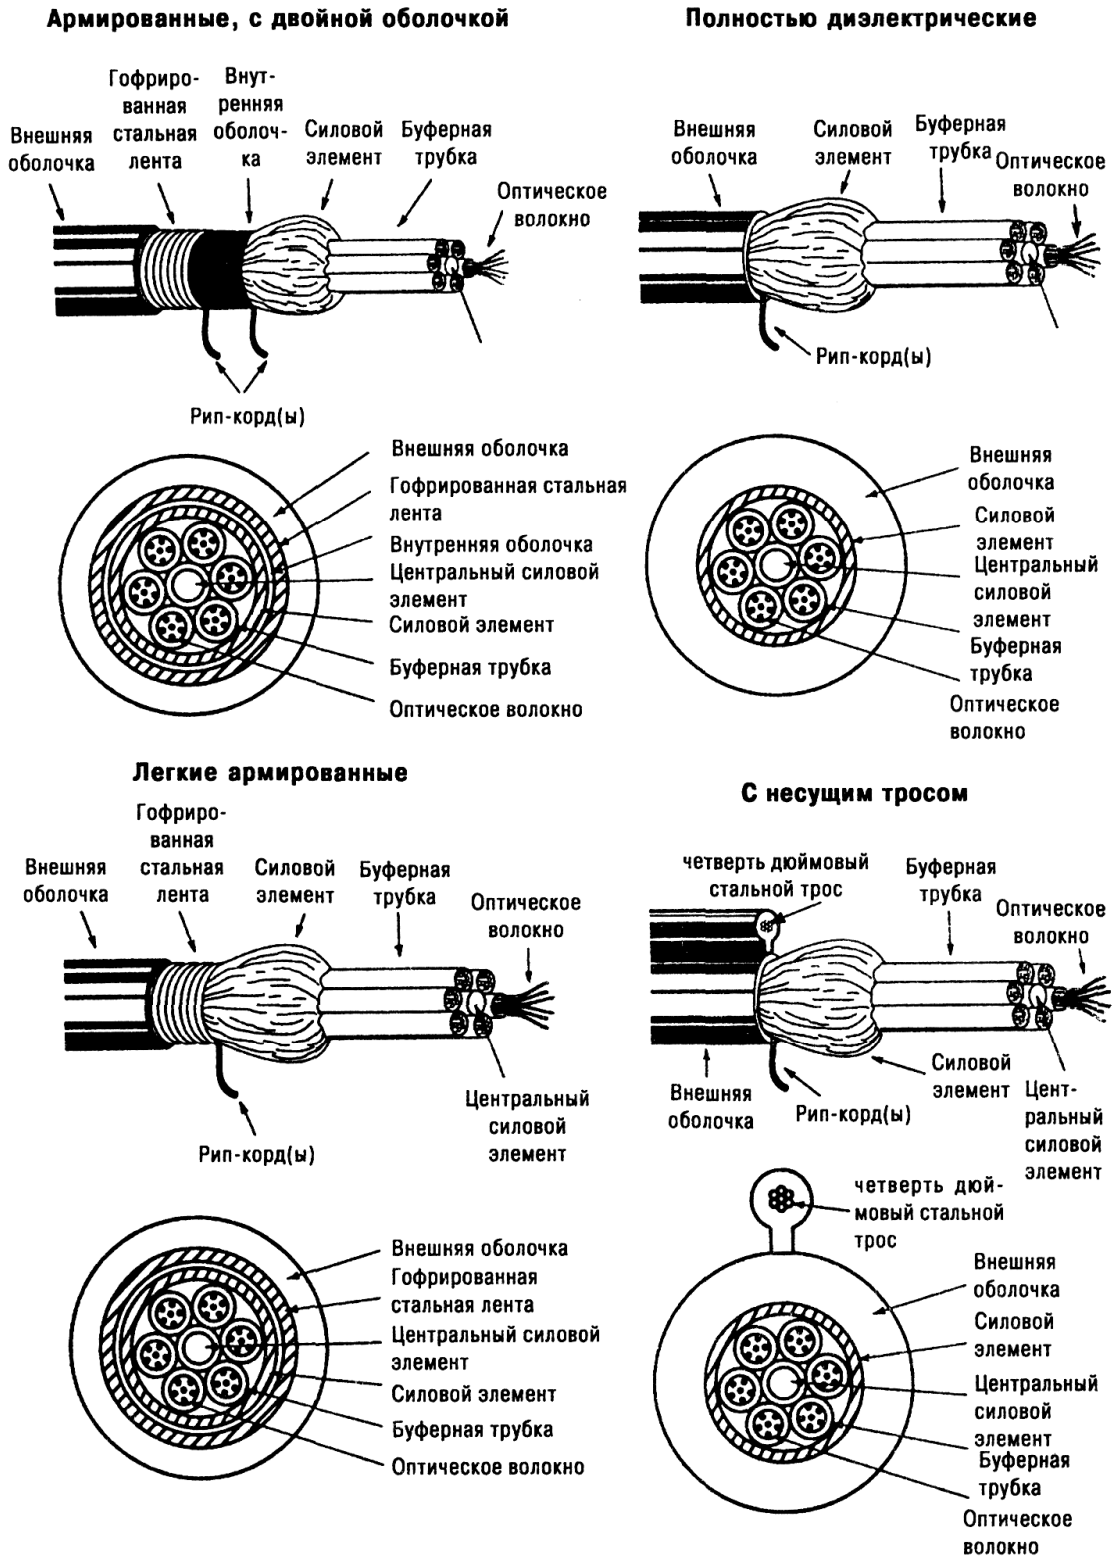 Армированные, с двойной оболочкой
Гофриро-
ванная
стальная
лента
Внут-
ренняя
оболоч-
ка
Внешняя
оболочка
Силовой
элемент
Буферная
трубка
Оптическое
волокно
Рип-корд(ы)
Внешняя оболочка
Гофрированная стальная
лента
Внутренняя оболочка
Центральный силовой
элемент
Силовой элемент
Буферная трубка
Оптическое волокно
Полностью диэлектрические
Внешняя
оболочка
Силовой
элемент
Буферная
трубка
Оптическое
волокно
Рип-корд(ы)
Внешняя
оболочка
Силовой
элемент
Центральный
силовой
элемент
Буферная
трубка
Оптическое
волокно
Легкие армированные
Гофриро-
ванная
стальная
лента
Внешняя
оболочка
Силовой
элемент
Буферная
трубка
Оптическое
волокно
Центральный
силовой
элемент
Рип-корд(ы)
Внешняя оболочка
Гофрированная
стальная лента
Центральный силовой
элемент
Силовой элемент
Буферная трубка
Оптическое волокно
С несущим тросом
четверть дюймовый
стальной трос
Буферная
трубка
Оптическое
волокно
Внешняя
оболочка
Рип-корд(ы)
Силовой
элемент
Цент-
ральный
силовой
элемент
четверть дюй-
мовый стальной
трос
Внешняя
оболочка
Силовой
элемент
Центральный
силовой
элемент
Буферная
трубка
Оптическое
волокно